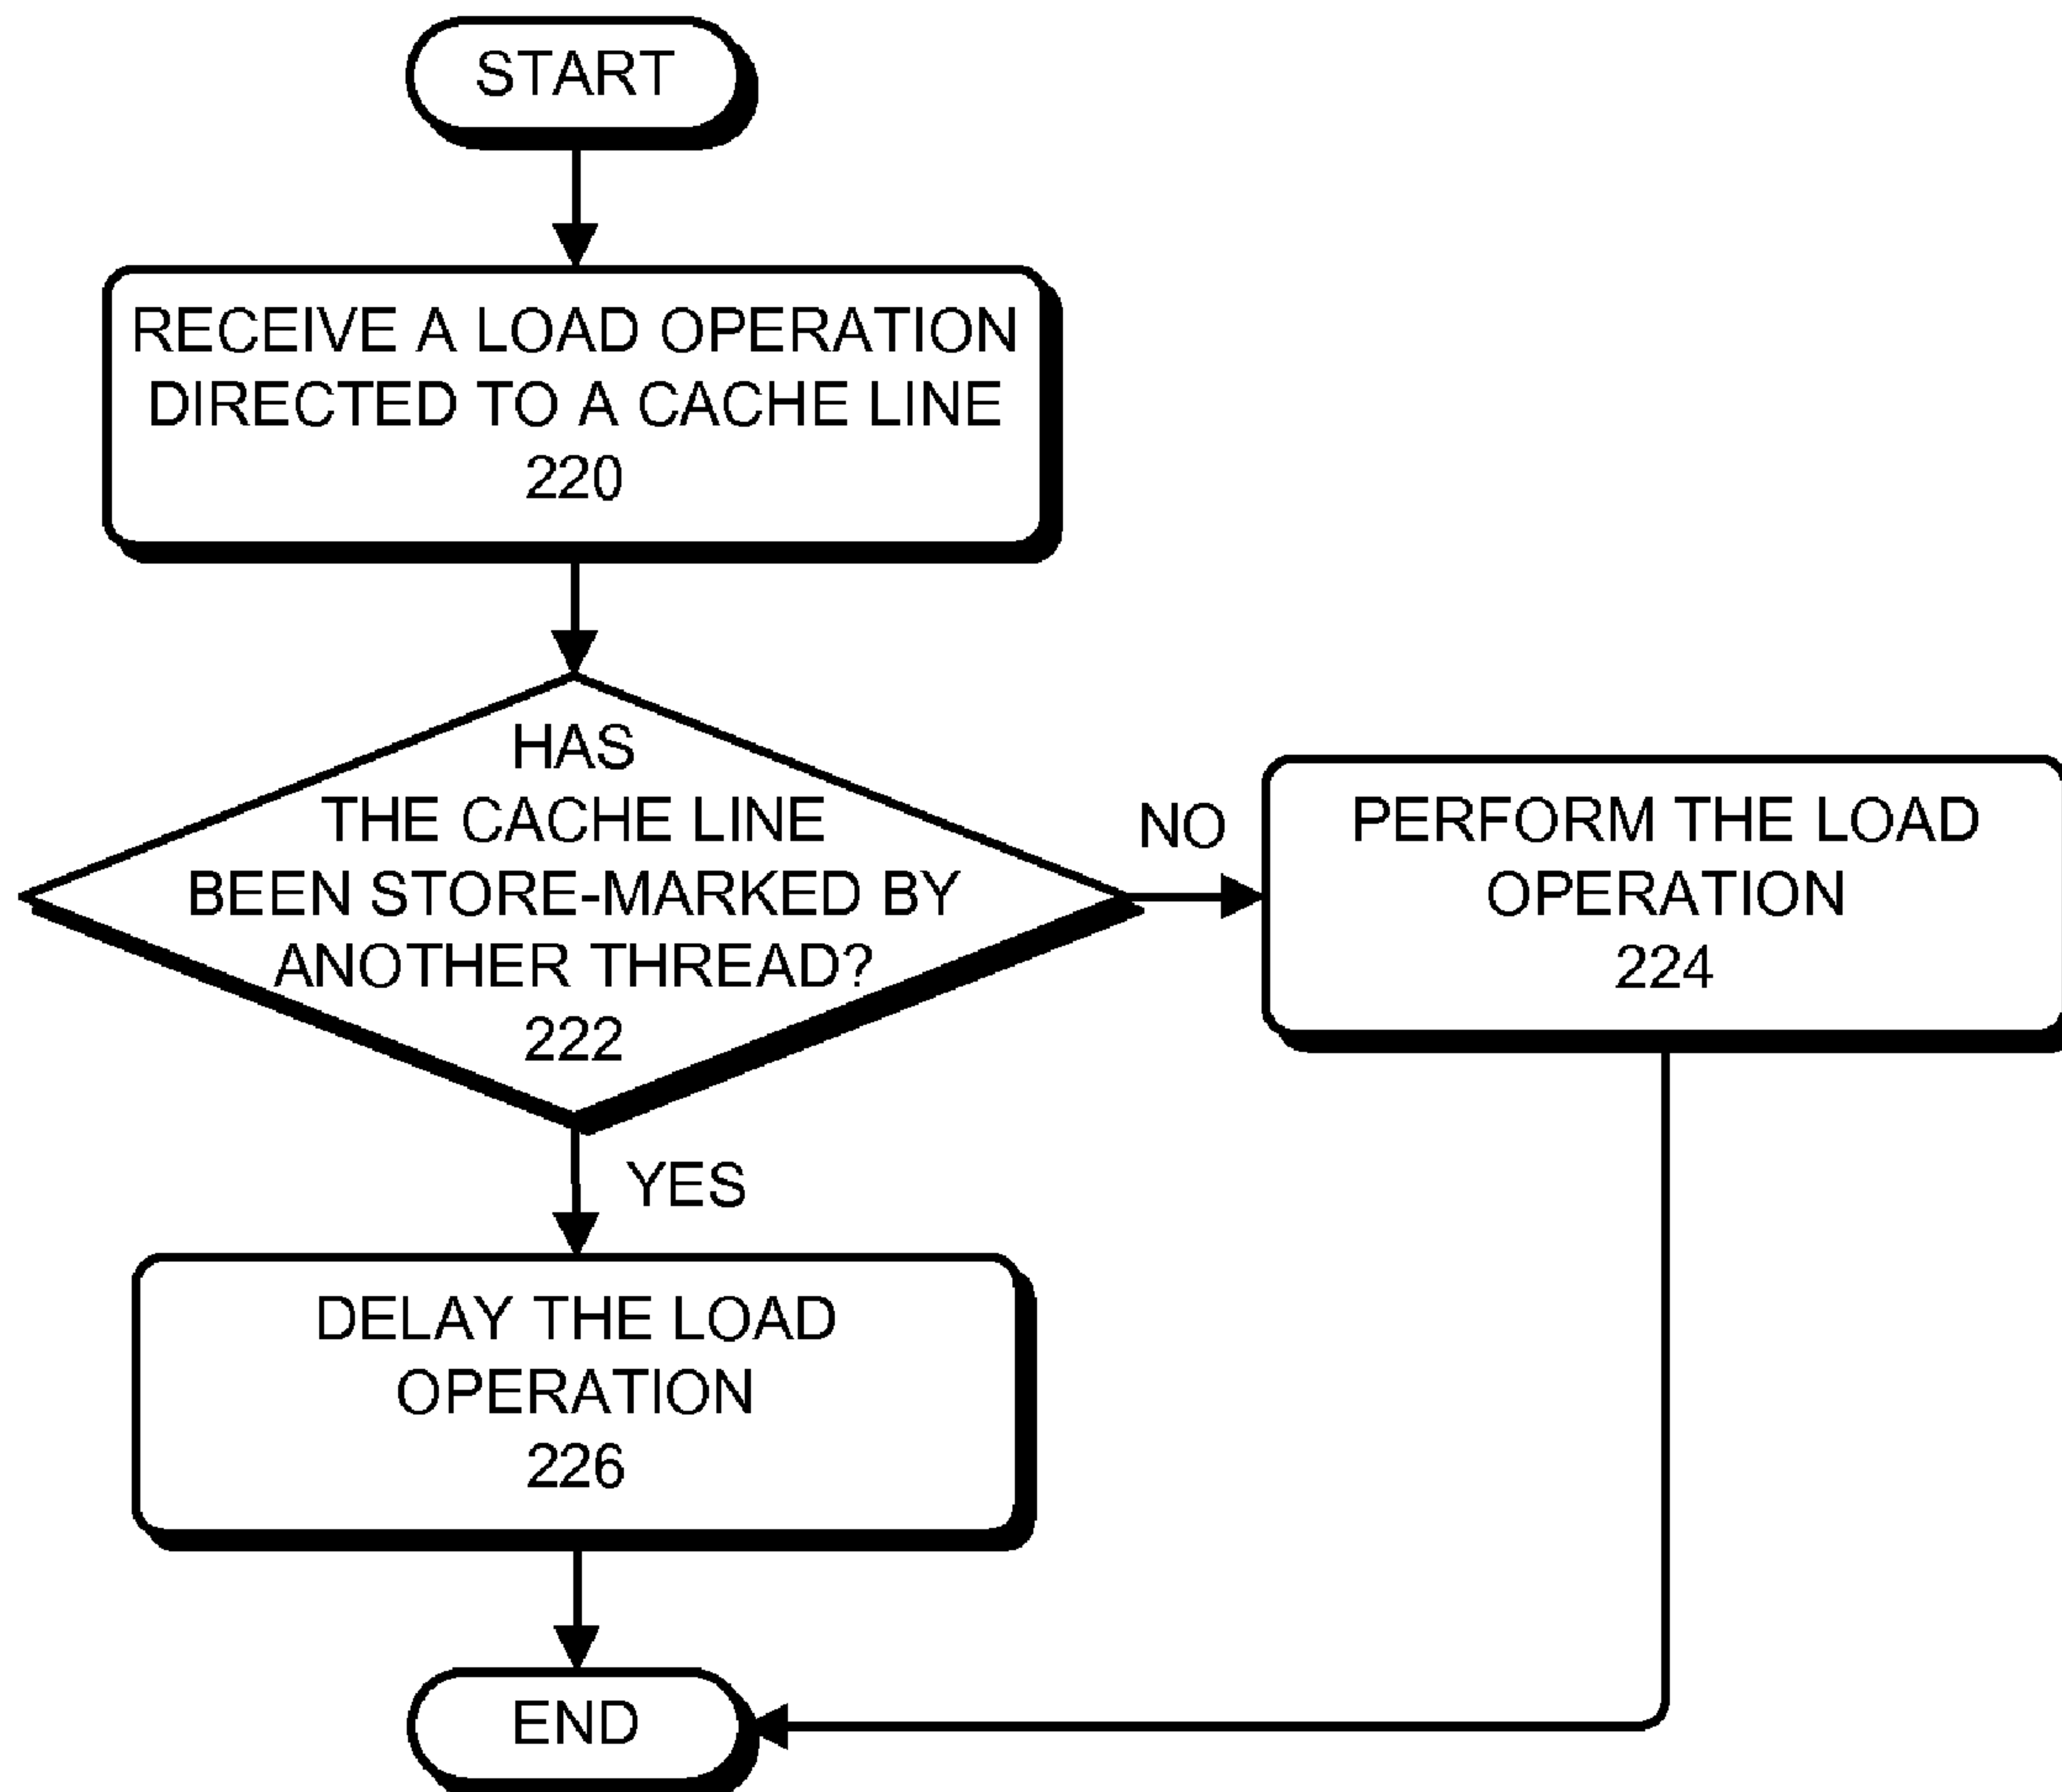 START
RECEIVE A LOAD OPERATION
DIRECTED TO A CACHE LINE
220
HAS
THE CACHE LINE
BEEN STORE-MARKED BY
ANOTHER THREAD?
222
NO
PERFORM THE LOAD
OPERATION
224
YES
DELAY THE LOAD
OPERATION
226
END